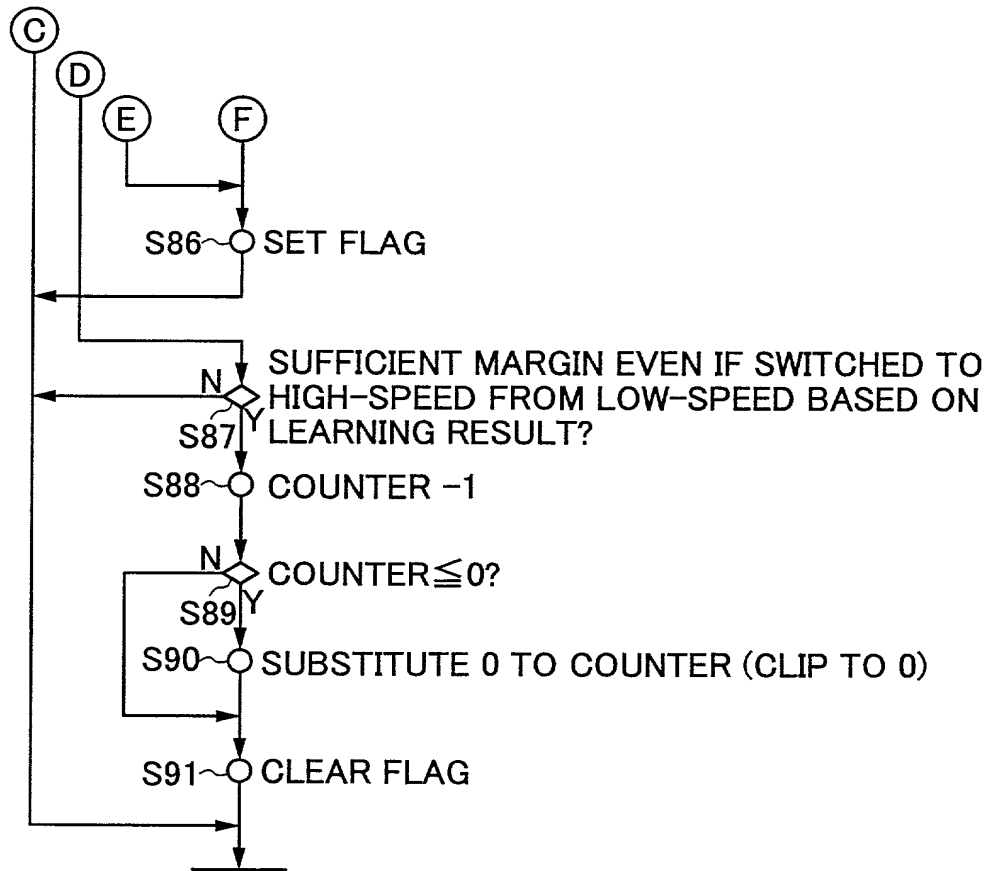 C
D
E
F
S86 SET FLAG
SUFFICIENT MARGIN EVEN IF SWITCHED TO
N HIGH-SPEED FROM LOW-SPEED BASED ON
S87 Y LEARNING RESULT?
S88 COUNTER -1
N COUNTER≦0?
S89 Y
S90 SUBSTITUTE 0 TO COUNTER (CLIP TO 0)
S91 CLEAR FLAG